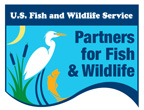 U.S. Fish and Wildlife Service
Partners
for Fish
& Wildlife